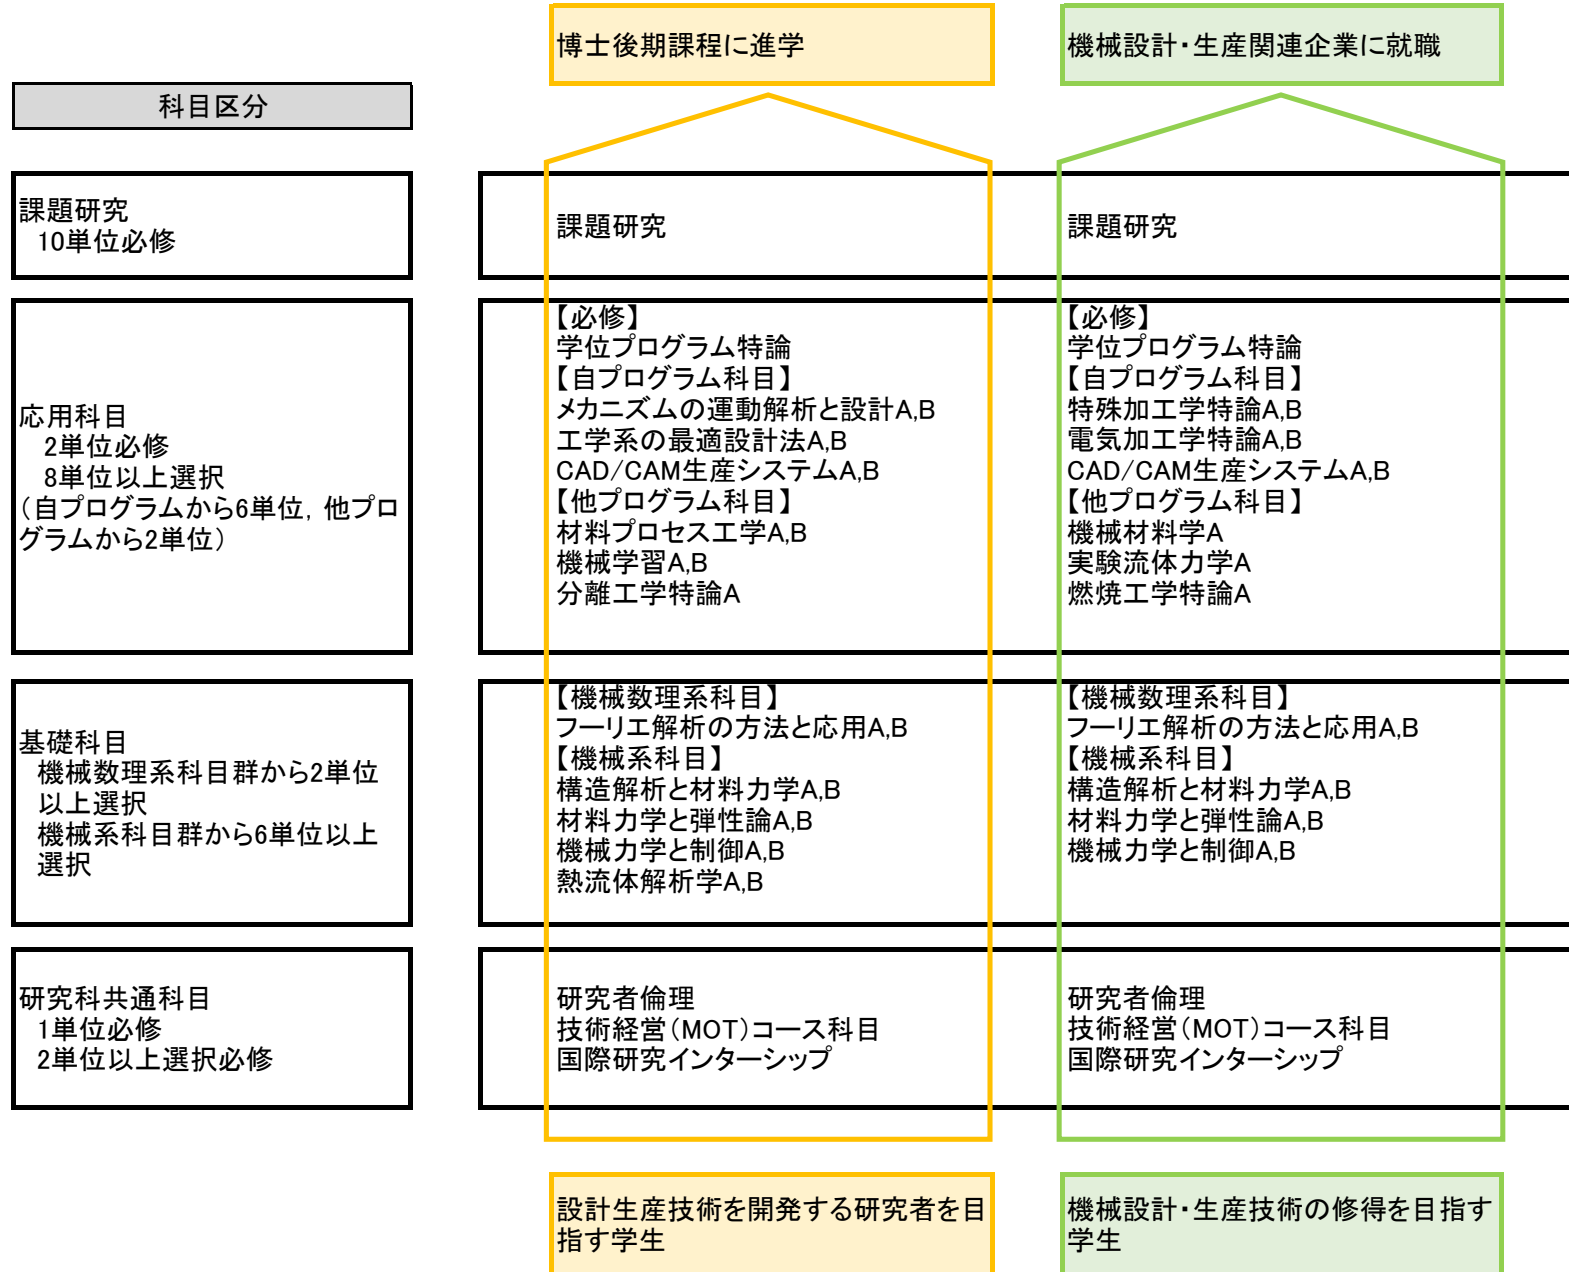 博士後期課程に進学
機械設計・生産関連企業に就職
科目区分
課題研究
10単位必修
課題研究
課題研究
応用科目
2単位必修
8単位以上選択
（自プログラムから6単位，他プロ
グラムから2単位）
【必修】
学位プログラム特論
【自プログラム科目】
メカニズムの運動解析と設計A,B
工学系の最適設計法A,B
CAD/CAM生産システムA,B
【他プログラム科目】
材料プロセス工学A,B
機械学習A,B
分離工学特論A
【必修】
学位プログラム特論
【自プログラム科目】
特殊加工学特論A,B
電気加工学特論A,B
CAD/CAM生産システムA,B
【他プログラム科目】
機械材料学A
実験流体力学A
燃焼工学特論A
基礎科目
機械数理系科目群から2単位
以上選択
機械系科目群から6単位以上
選択
【機械数理系科目】
フーリエ解析の方法と応用A,B
【機械系科目】
構造解析と材料力学A,B
材料力学と弾性論A,B
機械力学と制御A,B
熱流体解析学A,B
【機械数理系科目】
フーリエ解析の方法と応用A,B
【機械系科目】
構造解析と材料力学A,B
材料力学と弾性論A,B
機械力学と制御A,B
研究科共通科目
1単位必修
2単位以上選択必修
研究者倫理
技術経営（MOT）コース科目
国際研究インターシップ
研究者倫理
技術経営（MOT）コース科目
国際研究インターシップ
設計生産技術を開発する研究者を目
指す学生
機械設計・生産技術の修得を目指す
学生